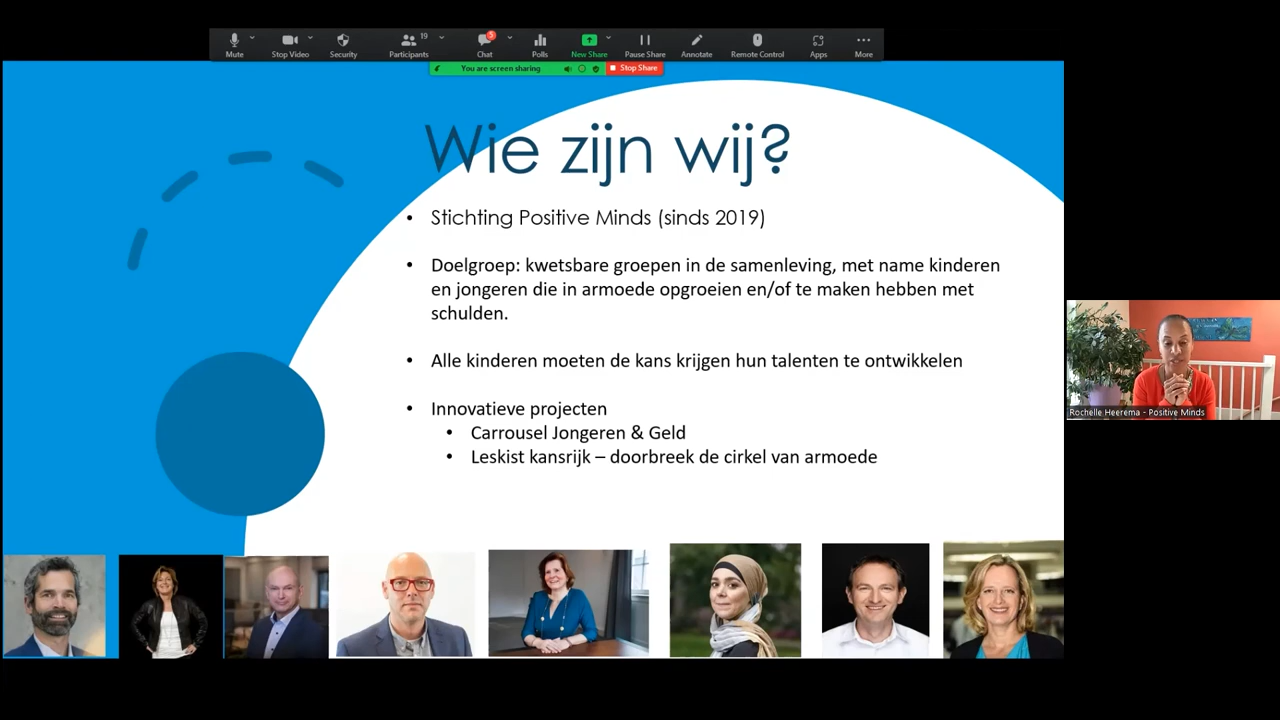 Mute
Stop Video
Security
Participants
19
Chat
5
Polls
New Share
Pause Share
Annotate
Remote Control
Apps
More
You are screen sharing
Stop Share
Wie zijn wij?
• Stichting Positive Minds (sinds 2019)
• Doelgroep: kwetsbare groepen in de samenleving, met name kinderen
en jongeren die in armoede opgroeien en/of te maken hebben met
schulden.
• Alle kinderen moeten de kans krijgen hun talenten te ontwikkelen
• Innovatieve projecten
• Carrousel Jongeren & Geld
• Leskist kansrijk – doorbreek de cirkel van armoede
Rochelle Heerema - Positive Minds